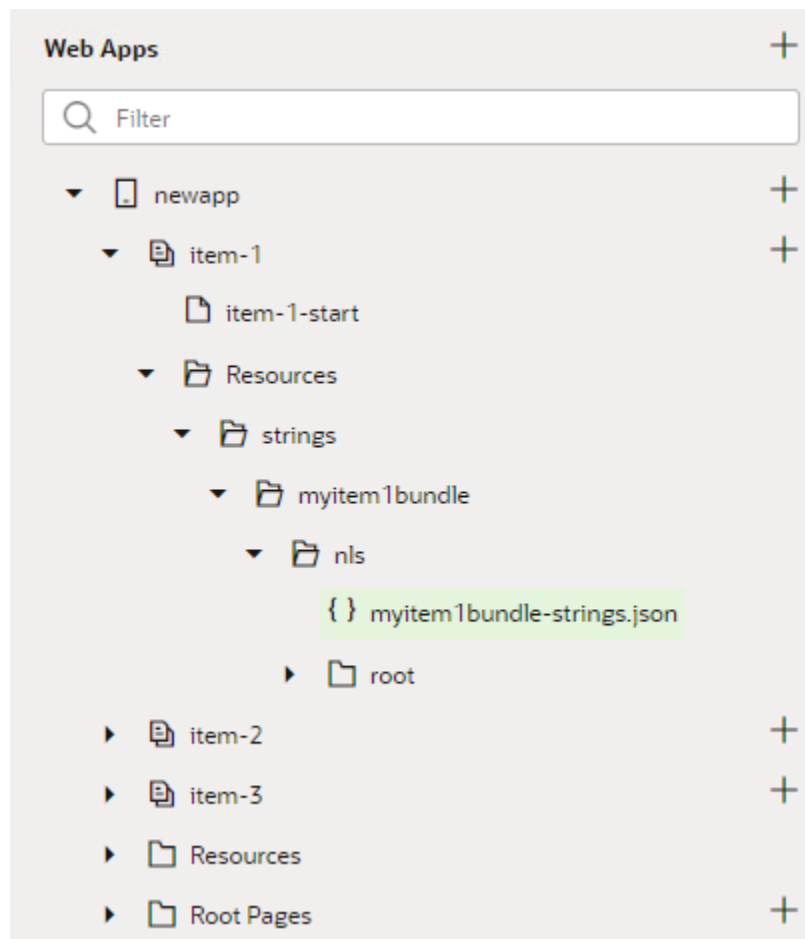 Web Apps
Filter
newapp
item-1
item-1-start
Resources
strings
myitem1bundle
nls
{ } myitem1bundle-strings.json
root
item-2
item-3
Resources
Root Pages